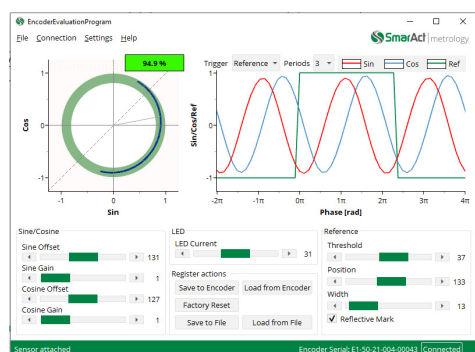 EncoderEvaluationProgram
File Connection Settings Help
SmarAct metrology
94.9 %
Trigger Reference Periods 3 Sin Cos Ref
1
0
-1
Cos
-1 0 1
Sin
1
0
-1
Sin/Cos/Ref
-2π -1π 0π 1π 2π 3π 4π
Phase [rad]
Sine/Cosine
Sine Offset
131
Sine Gain
1
Cosine Offset
127
Cosine Gain
1
LED
LED Current
31
Register actions
Save to Encoder Load from Encoder
Factory Reset
Save to File Load from File
Reference
Threshold
37
Position
133
Width
13
Reflective Mark
Sensor attached Encoder Serial: E1-50-21-004-00043 Connected